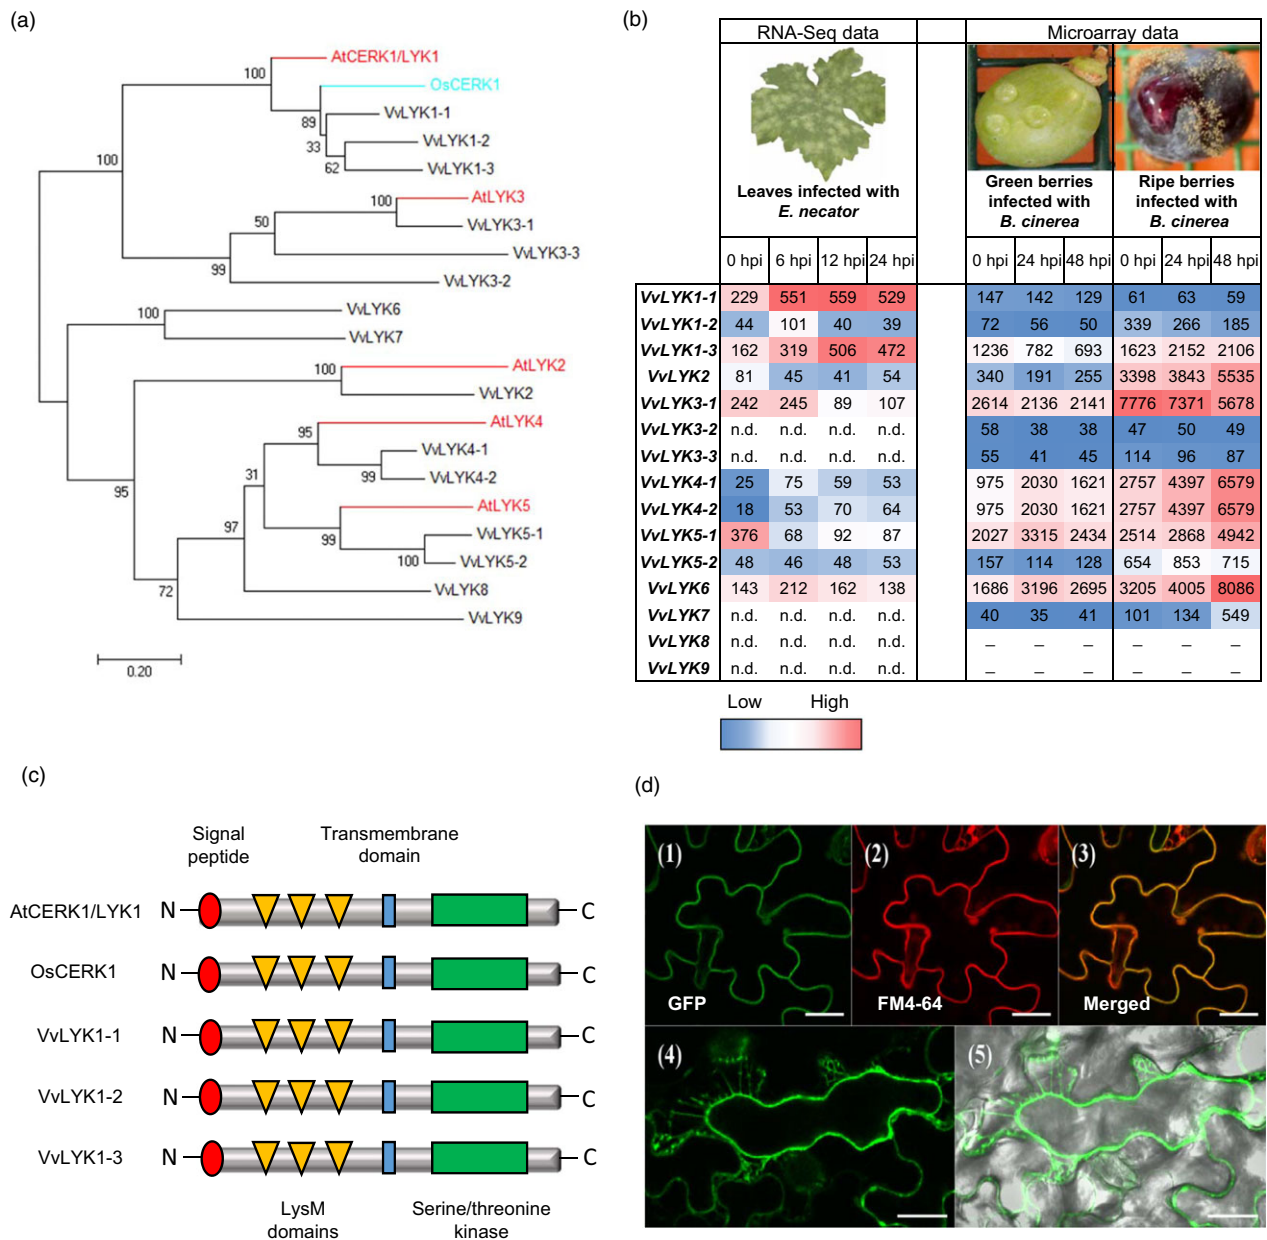 (a)
AtCERK1/LYK1
OsCERK1
VvLYK1-1
VvLYK1-2
VvLYK1-3
AtLYK3
VvLYK3-1
VvLYK3-3
VvLYK3-2
VvLYK6
VvLYK7
AtLYK2
VvLYK2
AtLYK4
VvLYK4-1
VvLYK4-2
AtLYK5
VvLYK5-1
VvLYK5-2
VvLYK8
VvLYK9
100
89
33
62
100
100
50
99
100
100
95
99
31
95
97
99
100
72
0.20
(b)
RNA-Seq data Microarray data
Leaves infected with
E. necator
Green berries
infected with
B. cinerea
Ripe berries
infected with
B. cinerea
0 hpi 6 hpi 12 hpi 24 hpi 0 hpi 24 hpi 48 hpi 0 hpi 24 hpi 48 hpi
VvLYK1-1 229 551 559 529 147 142 129 61 63 59
VvLYK1-2 44 101 40 39 72 56 50 339 266 185
VvLYK1-3 162 319 506 472 1236 782 693 1623 2152 2106
VvLYK2 81 45 41 54 340 191 255 3398 3843 5535
VvLYK3-1 242 245 89 107 2614 2136 2141 7776 7371 5678
VvLYK3-2 n.d. n.d. n.d. n.d. 58 38 38 47 50 49
VvLYK3-3 n.d. n.d. n.d. n.d. 55 41 45 114 96 87
VvLYK4-1 25 75 59 53 975 2030 1621 2757 4397 6579
VvLYK4-2 18 53 70 64 975 2030 1621 2757 4397 6579
VvLYK5-1 376 68 92 87 2027 3315 2434 2514 2868 4942
VvLYK5-2 48 46 48 53 157 114 128 654 853 715
VvLYK6 143 212 162 138 1686 3196 2695 3205 4005 8086
VvLYK7 n.d. n.d. n.d. n.d. 40 35 41 101 134 549
VvLYK8 n.d. n.d. n.d. n.d. – – – – – –
VvLYK9 n.d. n.d. n.d. n.d. – – – – – –
Low High
(c)
Signal
peptide
Transmembrane
domain
AtCERK1/LYK1 N C
OsCERK1 N C
VvLYK1-1 N C
VvLYK1-2 N C
VvLYK1-3 N C
LysM
domains
Serine/threonine
kinase
(d)
(1) (2) (3)
GFP FM4-64 Merged
(4) (5)